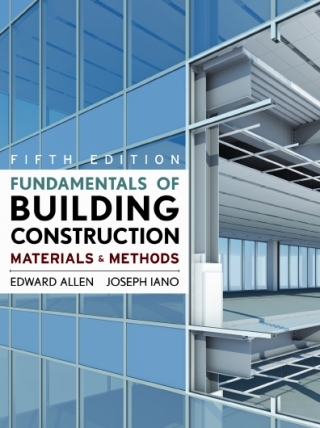 FIFTH EDITION
FUNDAMENTALS OF
BUILDING
CONSTRUCTION
MATERIALS & METHODS
EDWARD ALLEN JOSEPH IANO